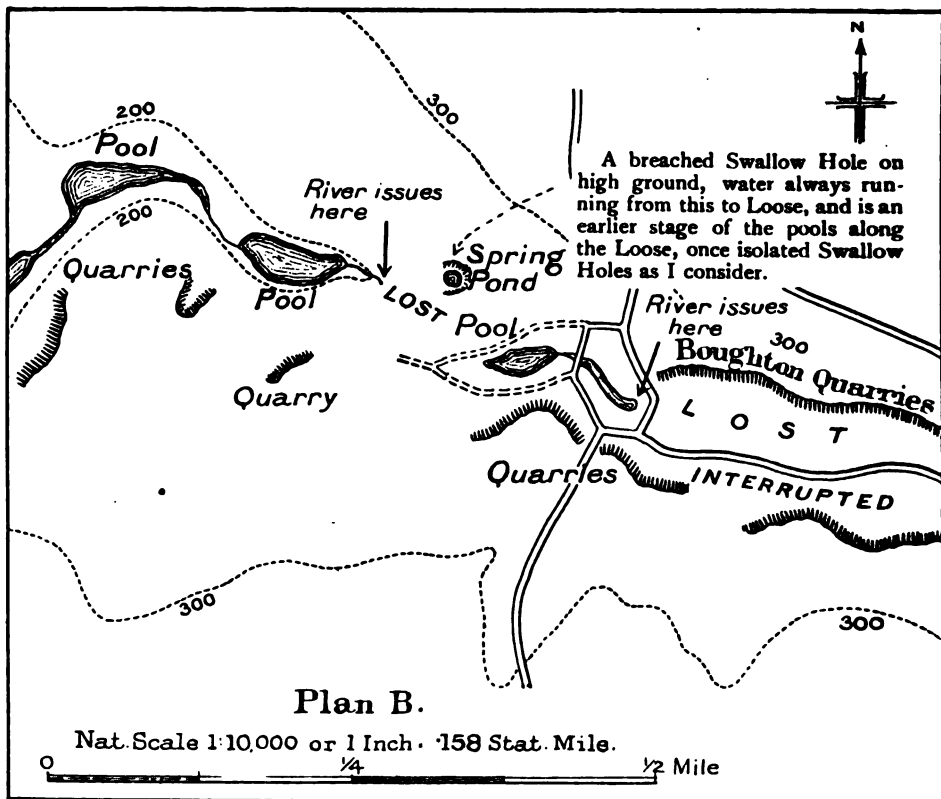 N
200
300
Pool
A breached Swallow Hole on
high ground, water always run-
ning from this to Loose, and is an
earlier stage of the pools along
the Loose, once isolated Swallow
Holes as I consider.
River issues
here
200
Quarries
Pool
LOST
Spring
Pond
Pool
River issues
here
300
Boughton Quarries
Quarry
LOST
Quarries
INTERRUPTED
300
300
Plan B.
Nat. Scale 1:10,000 or 1 Inch. ·158 Stat. Mile.
0 1/4 1/2 Mile